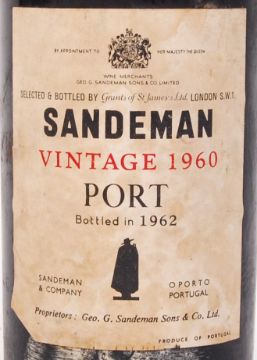 BY APPOINTMENT TO HER MAJESTY THE QUEEN
WINE MERCHANTS
GEO. G. SANDEMAN SONS & CO LIMITED
SELECTED & BOTTLED BY Grants of St James's Ltd. LONDON S.W.1.
SANDEMAN
VINTAGE 1960
PORT
Bottled in 1962
SANDEMAN & COMPANY
OPORTO PORTUGAL
Proprietors: Geo. G. Sandeman Sons & Co. Ltd.
PRODUCE OF PORTUGAL